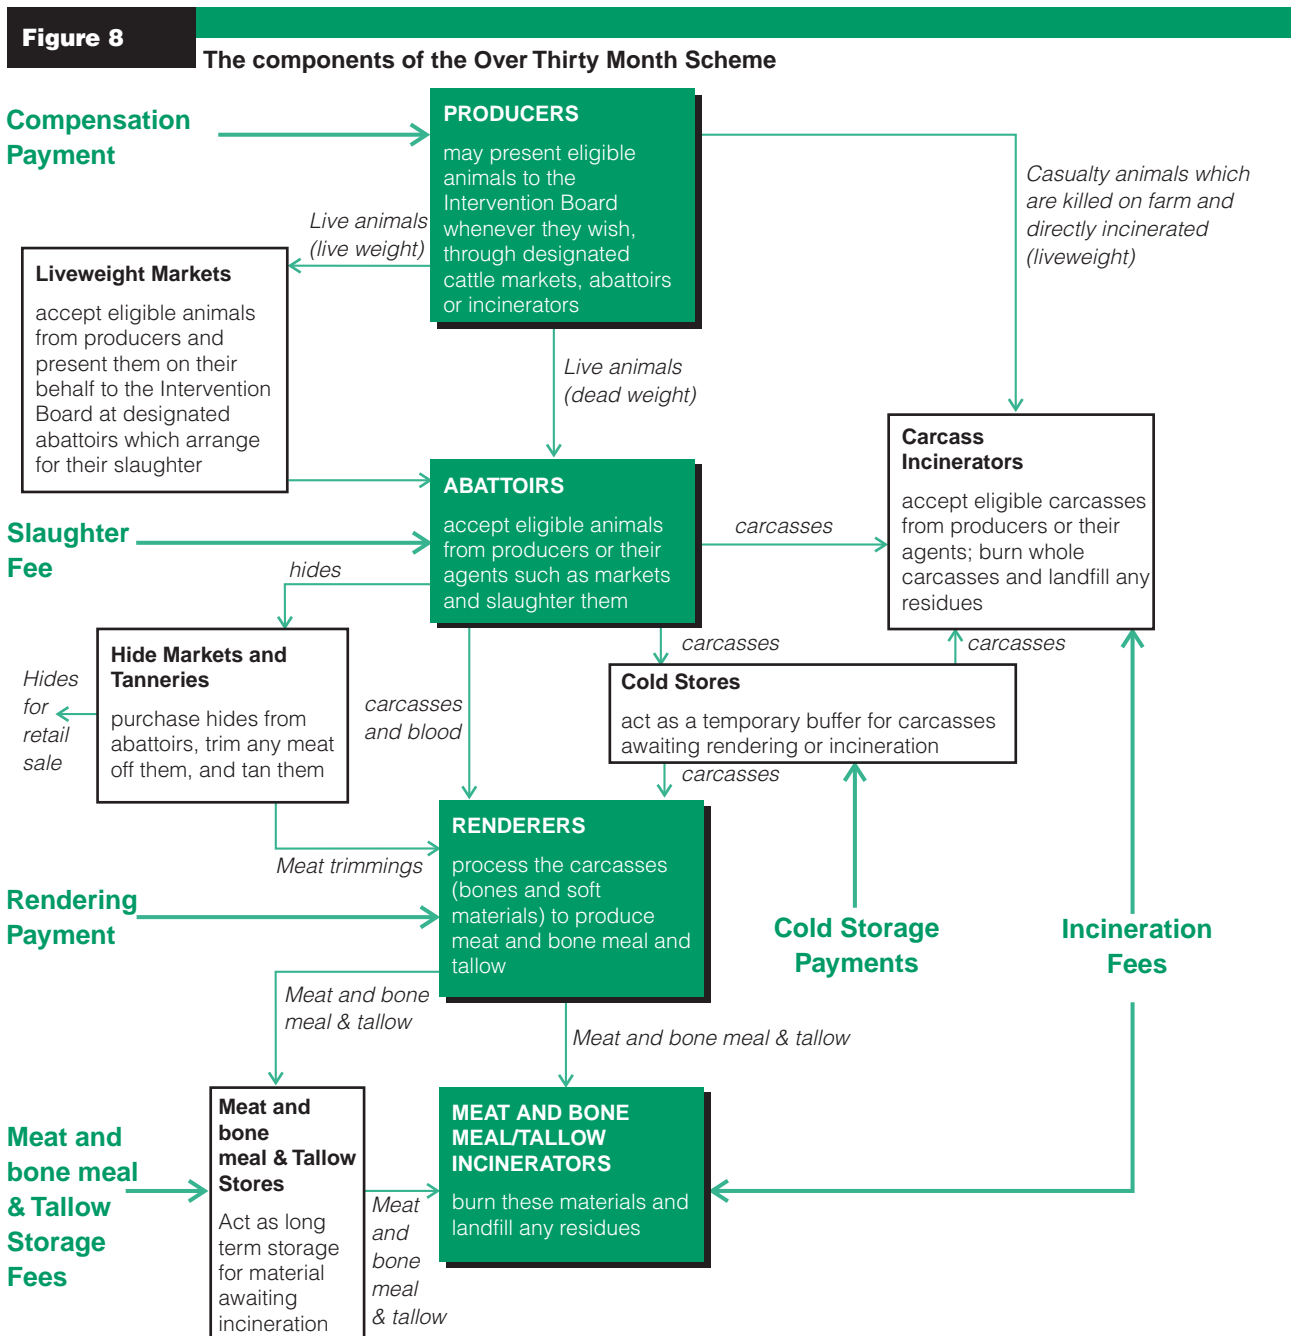 Figure 8
The components of the Over Thirty Month Scheme
Compensation
Payment
PRODUCERS
may present eligible
animals to the
Intervention Board
whenever they wish,
through designated
cattle markets, abattoirs
or incinerators
Casualty animals which
are killed on farm and
directly incinerated
(liveweight)
Live animals
(live weight)
Liveweight Markets
accept eligible animals
from producers and
present them on their
behalf to the Intervention
Board at designated
abattoirs which arrange
for their slaughter
Live animals
(dead weight)
Carcass
Incinerators
accept eligible carcasses
from producers or their
agents; burn whole
carcasses and landfill any
residues
ABATTOIRS
accept eligible animals
from producers or their
agents such as markets
and slaughter them
carcasses
Slaughter
Fee
hides
carcasses
carcasses
Hide Markets and
Tanneries
purchase hides from
abattoirs, trim any meat
off them, and tan them
Hides
for
retail
sale
carcasses
and blood
Cold Stores
act as a temporary buffer for carcasses
awaiting rendering or incineration
carcasses
RENDERERS
process the carcasses
(bones and soft
materials) to produce
meat and bone meal and
tallow
Meat trimmings
Rendering
Payment
Cold Storage
Payments
Incineration
Fees
Meat and bone
meal & tallow
Meat and bone meal & tallow
Meat and
bone
meal & Tallow
Stores
Act as long
term storage
for material
awaiting
incineration
MEAT AND BONE
MEAL/TALLOW
INCINERATORS
burn these materials and
landfill any residues
Meat and
bone meal
& Tallow
Storage
Fees
Meat
and
bone
meal
& tallow